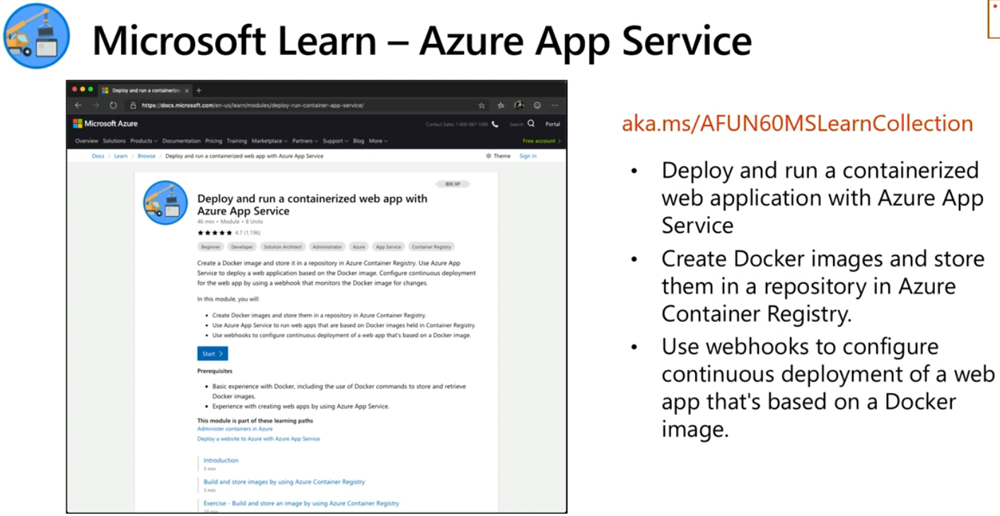 Microsoft Learn – Azure App Service
Deploy and run a containerize
https://docs.microsoft.com/en-us/learn/modules/deploy-run-container-app-service/
Microsoft Azure
Contact Sales: 1-800-867-1389
Search
Portal
Overview Solutions Products Documentation Pricing Training Marketplace Partners Support Blog More
Free account >
Docs / Learn / Browse / Deploy and run a containerized web app with Azure App Service
Theme
Sign in
800 XP
Deploy and run a containerized web app with
Azure App Service
46 min • Module • 8 Units
4.7 (1,196)
Beginner Developer Solution Architect Administrator Azure App Service Container Registry
Create a Docker image and store it in a repository in Azure Container Registry. Use Azure App
Service to deploy a web application based on the Docker image. Configure continuous deployment
for the web app by using a webhook that monitors the Docker image for changes.
In this module, you will:
• Create Docker images and store them in a repository in Azure Container Registry.
• Use Azure App Service to run web apps that are based on Docker images held in Container Registry.
• Use webhooks to configure continuous deployment of a web app that's based on a Docker image.
Start >
Prerequisites
• Basic experience with Docker, including the use of Docker commands to store and retrieve
Docker images.
• Experience with creating web apps by using Azure App Service.
This module is part of these learning paths
Administer containers in Azure
Deploy a website to Azure with Azure App Service
Introduction
3 min
Build and store images by using Azure Container Registry
3 min
Exercise - Build and store an image by using Azure Container Registry
10 min
aka.ms/AFUN60MSLearnCollection
• Deploy and run a containerized
web application with Azure App
Service
• Create Docker images and store
them in a repository in Azure
Container Registry.
• Use webhooks to configure
continuous deployment of a web
app that's based on a Docker
image.